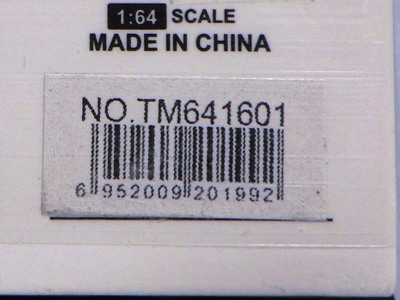 1:64 SCALE
MADE IN CHINA
NO.TM641601
6 952009 201992